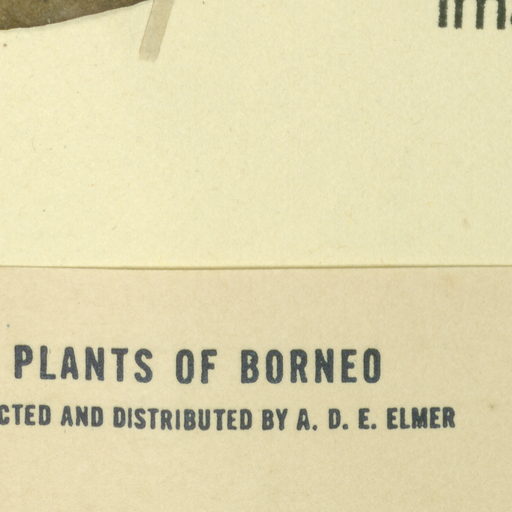 PLANTS OF BORNEO
CTED AND DISTRIBUTED BY A. D. E. ELMER